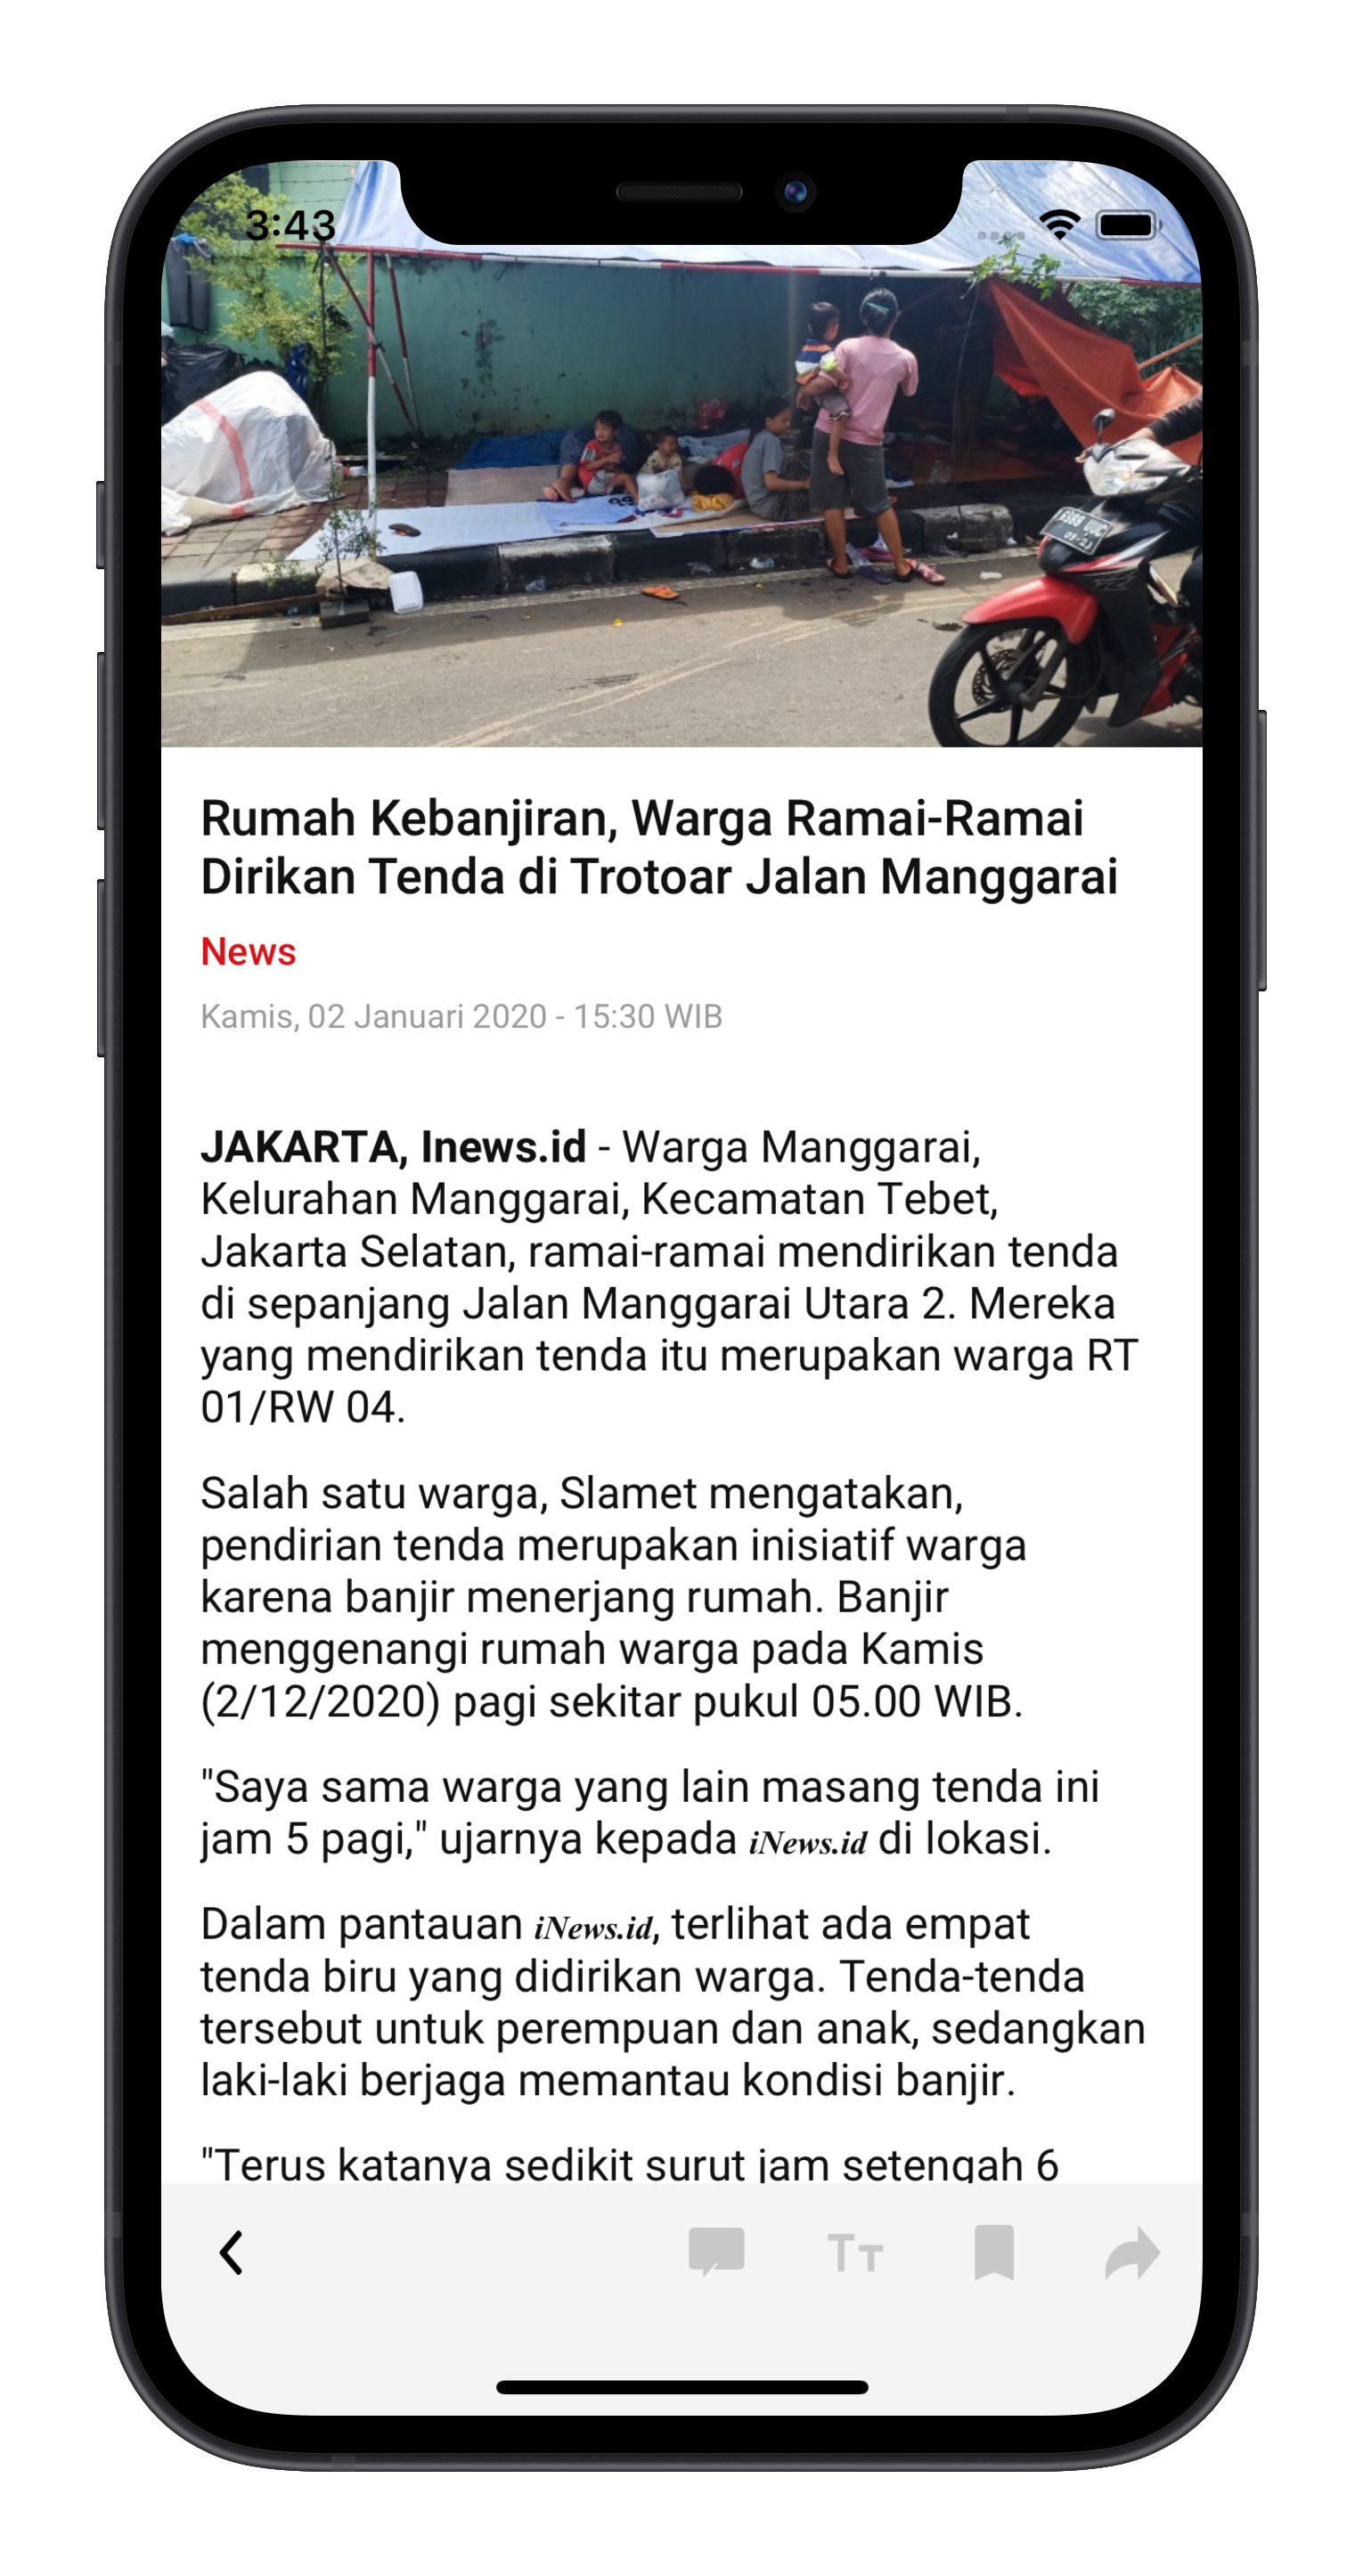 3:43
Rumah Kebanjiran, Warga Ramai-Ramai
Dirikan Tenda di Trotoar Jalan Manggarai
News
Kamis, 02 Januari 2020 - 15:30 WIB
JAKARTA, Inews.id - Warga Manggarai,
Kelurahan Manggarai, Kecamatan Tebet,
Jakarta Selatan, ramai-ramai mendirikan tenda
di sepanjang Jalan Manggarai Utara 2. Mereka
yang mendirikan tenda itu merupakan warga RT
01/RW 04.
Salah satu warga, Slamet mengatakan,
pendirian tenda merupakan inisiatif warga
karena banjir menerjang rumah. Banjir
menggenangi rumah warga pada Kamis
(2/12/2020) pagi sekitar pukul 05.00 WIB.
"Saya sama warga yang lain masang tenda ini
jam 5 pagi," ujarnya kepada iNews.id di lokasi.
Dalam pantauan iNews.id, terlihat ada empat
tenda biru yang didirikan warga. Tenda-tenda
tersebut untuk perempuan dan anak, sedangkan
laki-laki berjaga memantau kondisi banjir.
"Terus katanya sedikit surut jam setengah 6
TT